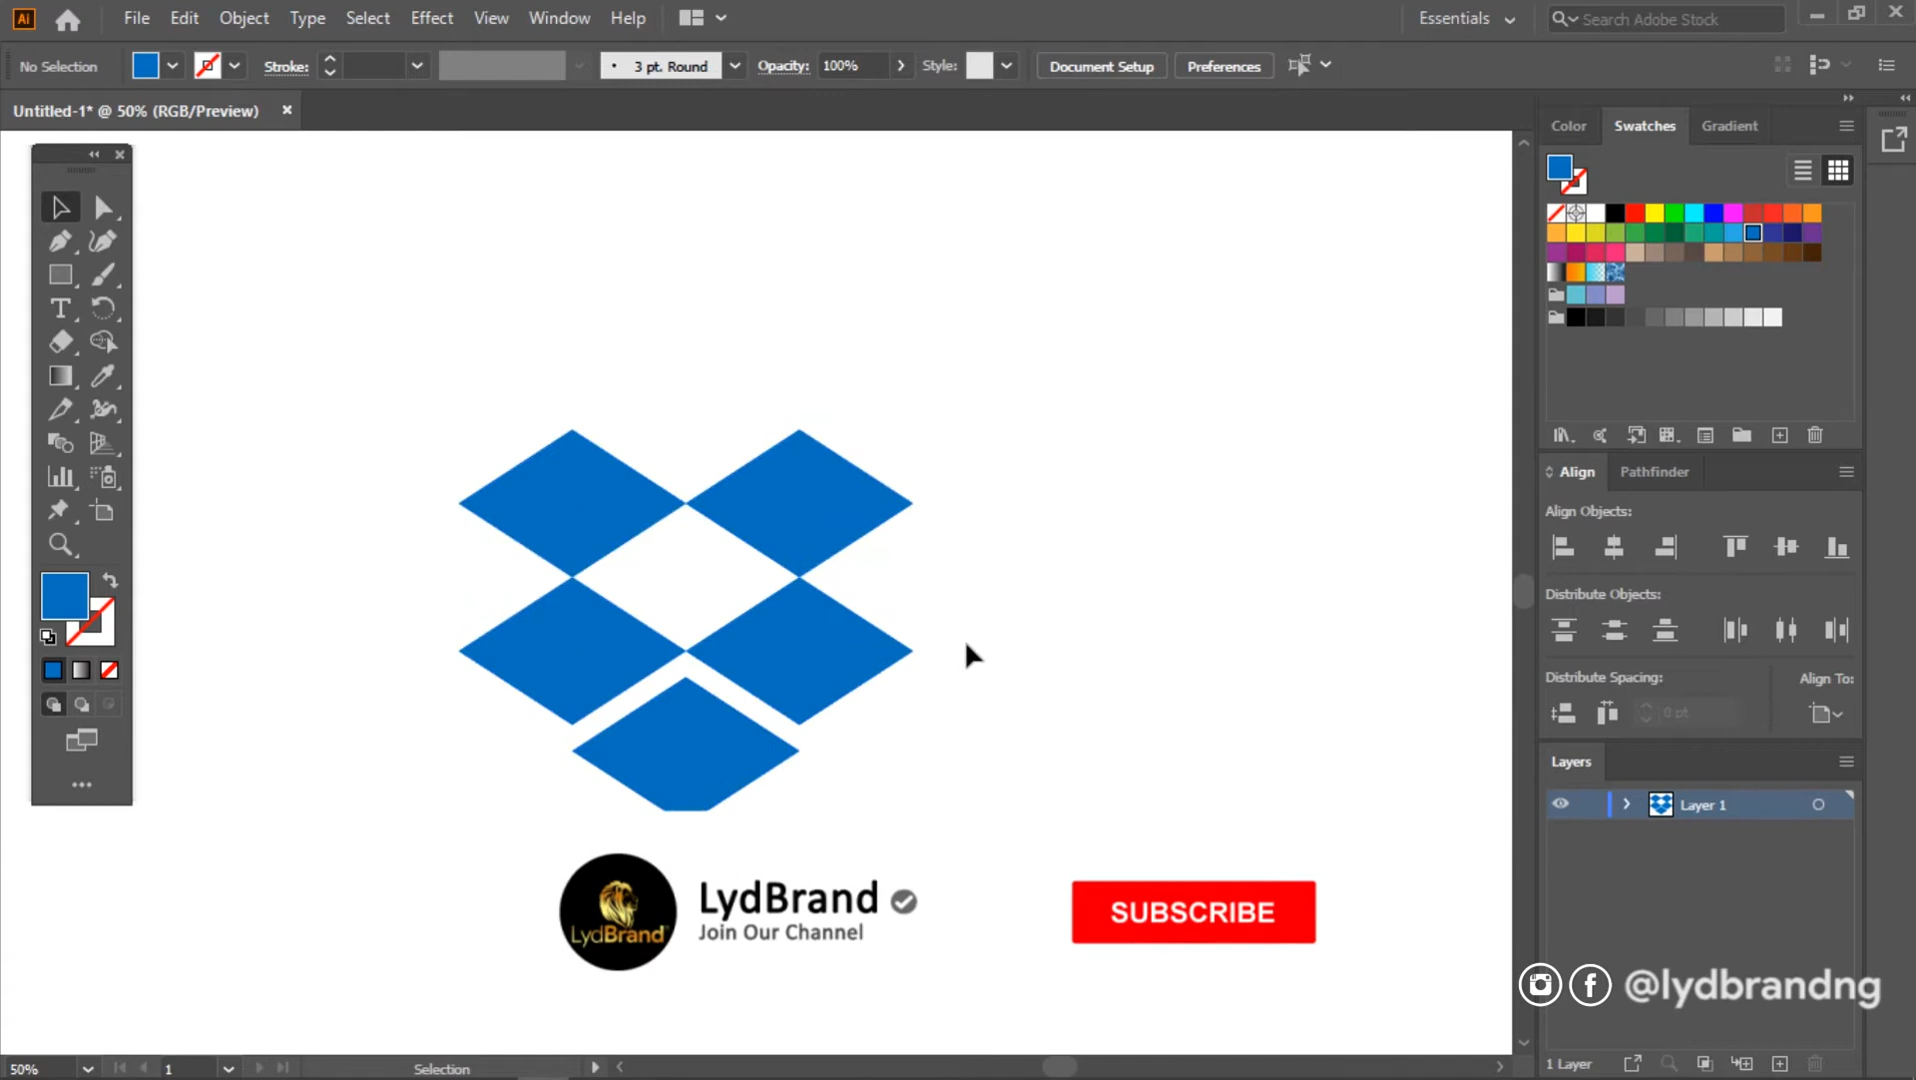 Ai File Edit Object Type Select Effect View Window Help Essentials Search Adobe Stock
No Selection Stroke: 3 pt. Round Opacity: 100% Style: Document Setup Preferences
Untitled-1* @ 50% (RGB/Preview)
Color Swatches Gradient
Align Pathfinder
Align Objects:
Distribute Objects:
Distribute Spacing: Align To:
0 pt
Layers
Layer 1
LydBrand
LydBrand
Join Our Channel
SUBSCRIBE
@lydbrandng
50% 1 Selection 1 Layer